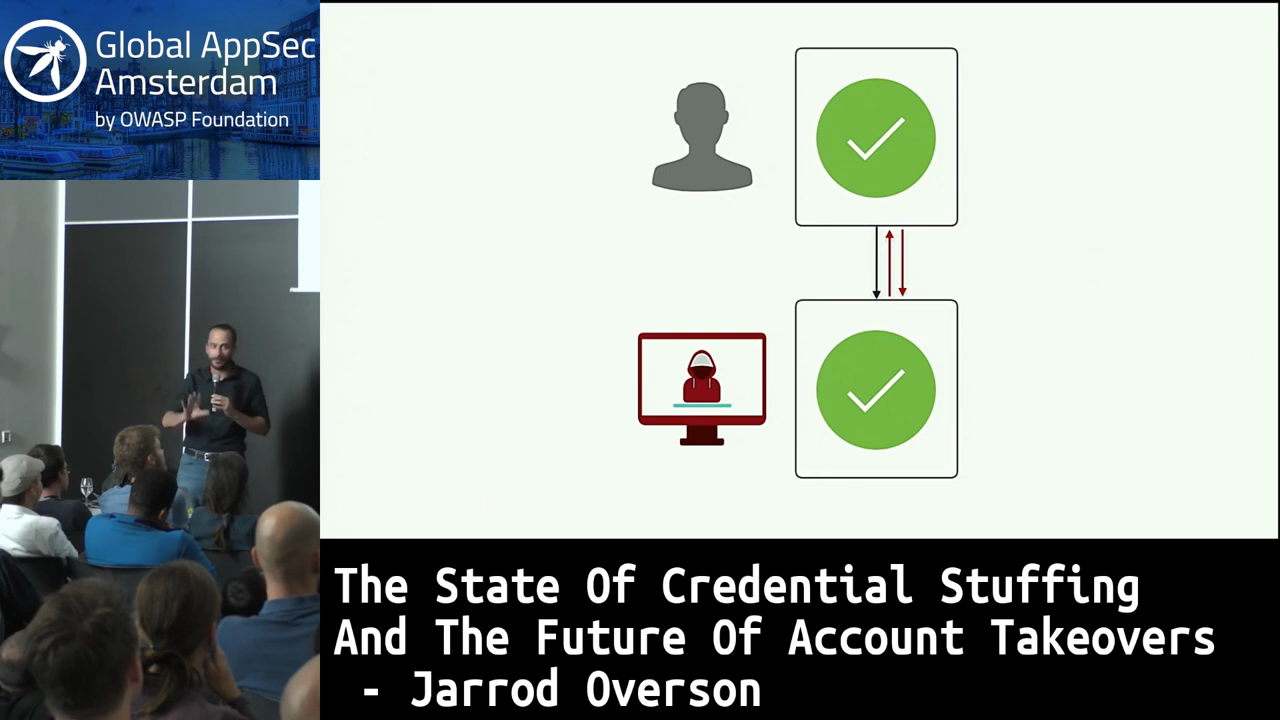 Global AppSec
Amsterdam
by OWASP Foundation
The State Of Credential Stuffing
And The Future Of Account Takeovers
- Jarrod Overson